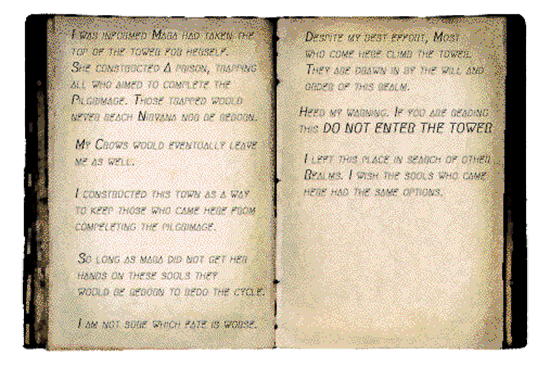 I was informed Maga had taken the
top of the tower for herself.
She constructed A prison, trapping
all who aimed to complete the
Pilgrimage. Those trapped would
never reach Nirvana nor be reborn.
My Crows would eventually leave
me as well.
I constructed this town as a way
to keep those who came here from
completing the pilgrimage.
So long as maga did not get her
hands on these souls they
would be reborn to redo the cycle.
I am not sure which fate is worse.
Despite my best effort, Most
who come here climb the tower.
They are drawn in by the will and
order of this realm.
Heed my warning. If you are reading
this DO NOT ENTER THE TOWER
I left this place in search of other
Realms. I wish the souls who came
here had the same options.